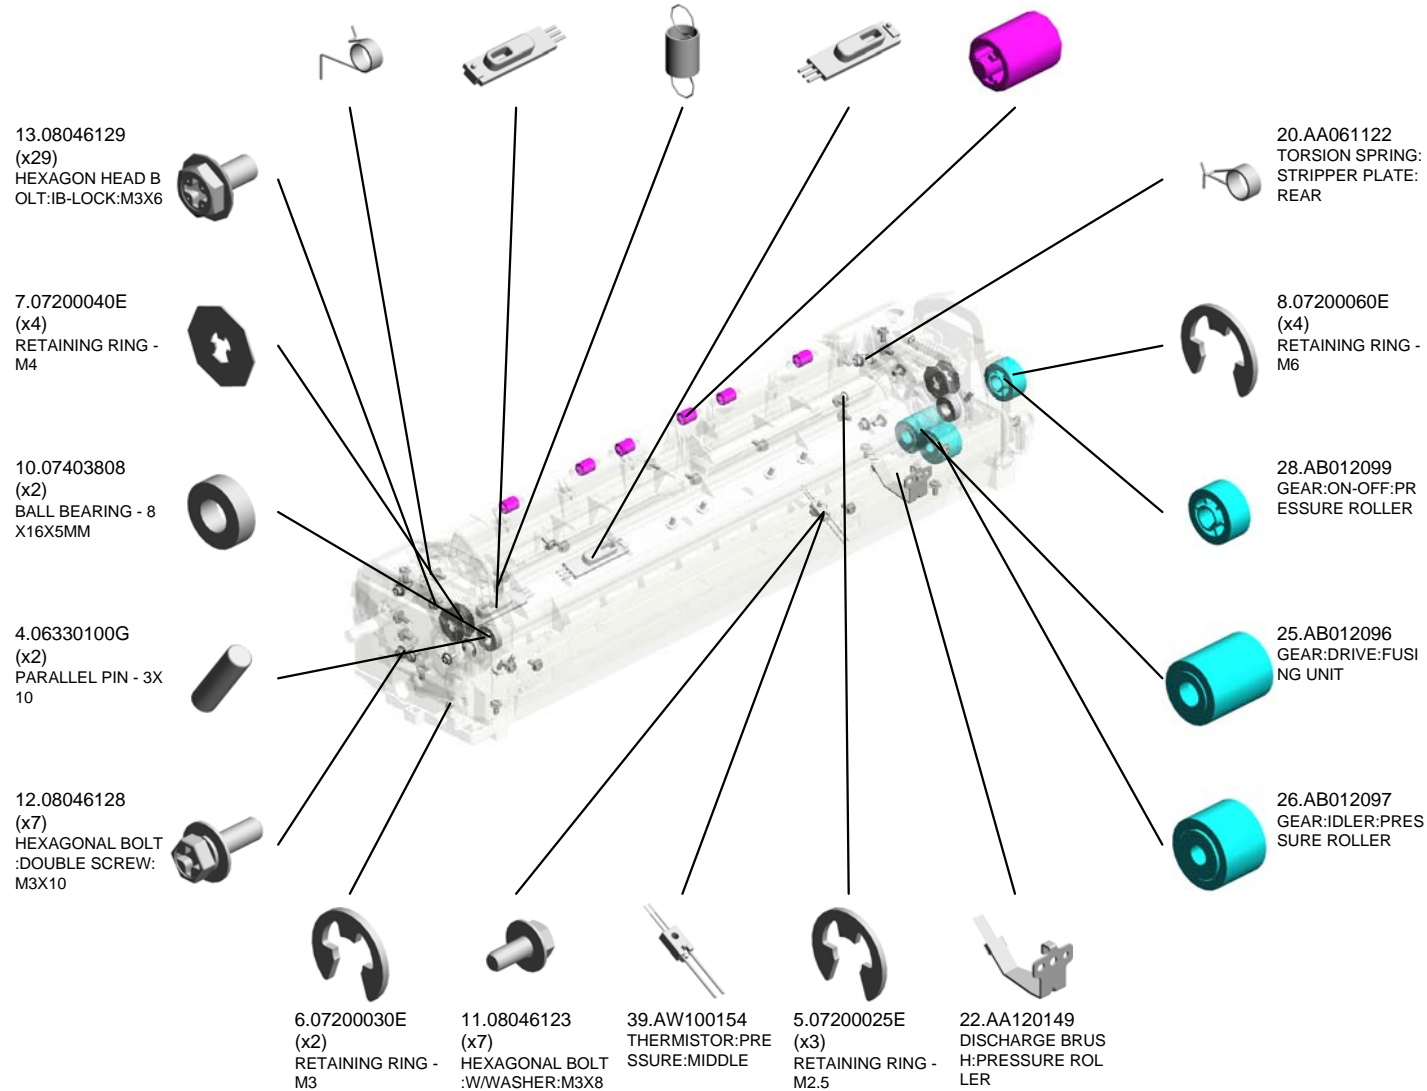 13.08046129
(x29)
HEXAGON HEAD B
OLT:IB-LOCK:M3X6
7.07200040E
(x4)
RETAINING RING -
M4
10.07403808
(x2)
BALL BEARING - 8
X16X5MM
4.06330100G
(x2)
PARALLEL PIN - 3X
10
12.08046128
(x7)
HEXAGONAL BOLT
:DOUBLE SCREW:
M3X10
6.07200030E
(x2)
RETAINING RING -
M3
11.08046123
(x7)
HEXAGONAL BOLT
:W/WASHER:M3X8
39.AW100154
THERMISTOR:PRE
SSURE:MIDDLE
5.07200025E
(x3)
RETAINING RING -
M2.5
22.AA120149
DISCHARGE BRUS
H:PRESSURE ROL
LER
20.AA061122
TORSION SPRING:
STRIPPER PLATE:
REAR
8.07200060E
(x4)
RETAINING RING -
M6
28.AB012099
GEAR:ON-OFF:PR
ESSURE ROLLER
25.AB012096
GEAR:DRIVE:FUSI
NG UNIT
26.AB012097
GEAR:IDLER:PRES
SURE ROLLER